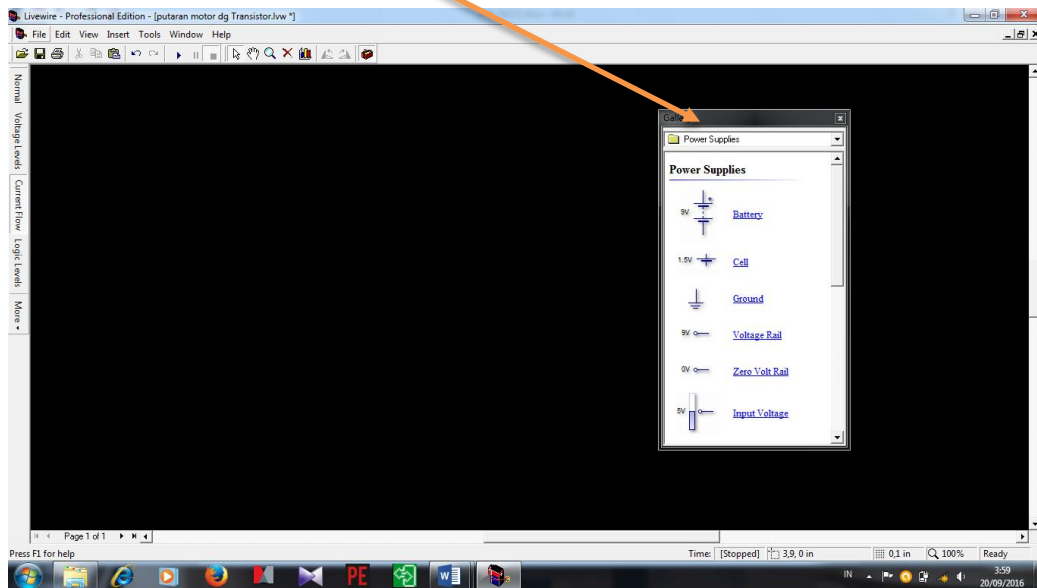 Livewire - Professional Edition - [putaran motor dg Transistor.lvw *]
File Edit View Insert Tools Window Help
Normal
Voltage Levels
Current Flow
Logic Levels
More
Power Supplies
Power Supplies
9V Battery
1.5V Cell
Ground
9V Voltage Rail
0V Zero Volt Rail
5V Input Voltage
Page 1 of 1
Press F1 for help
Time: [Stopped] 3,9, 0 in 0,1 in 100% Ready
PE
IN
3:59
20/09/2016